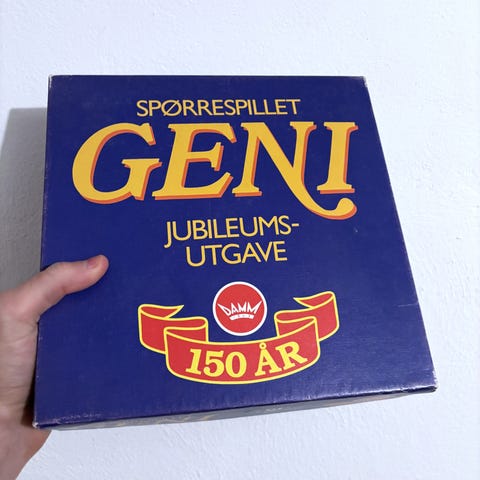 SPØRRESPILLET
GENI
JUBILEUMS-
UTGAVE
DAMM
150 ÅR